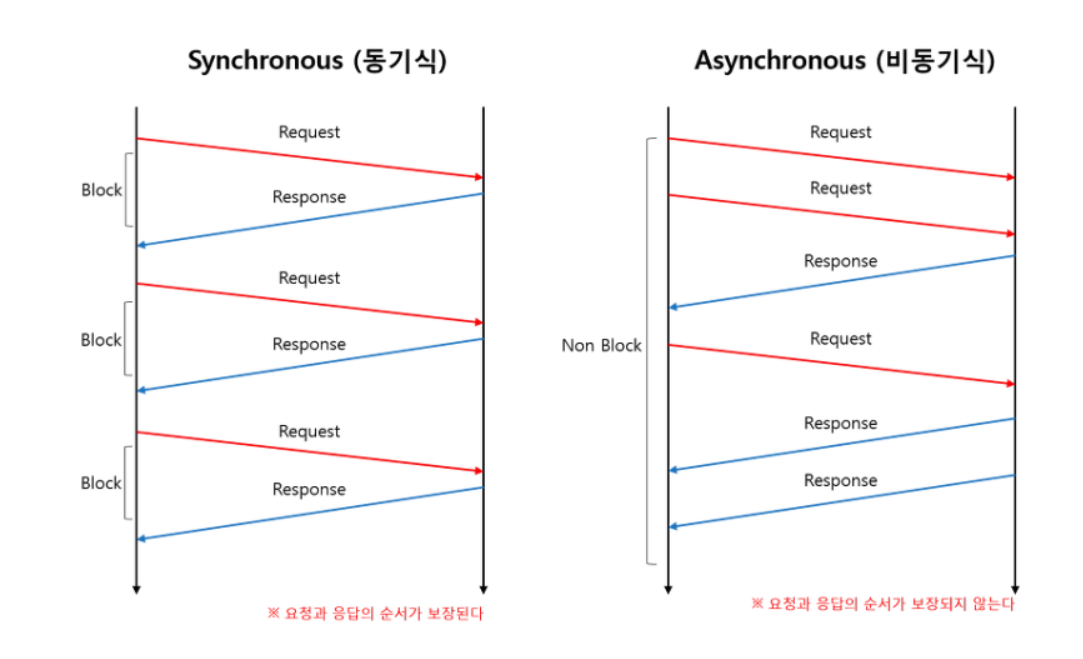 Synchronous (동기식)
Request
Block
Response
Request
Block
Response
Request
Block
Response
※ 요청과 응답의 순서가 보장된다
Asynchronous (비동기식)
Request
Request
Response
Non Block
Request
Response
Response
※ 요청과 응답의 순서가 보장되지 않는다